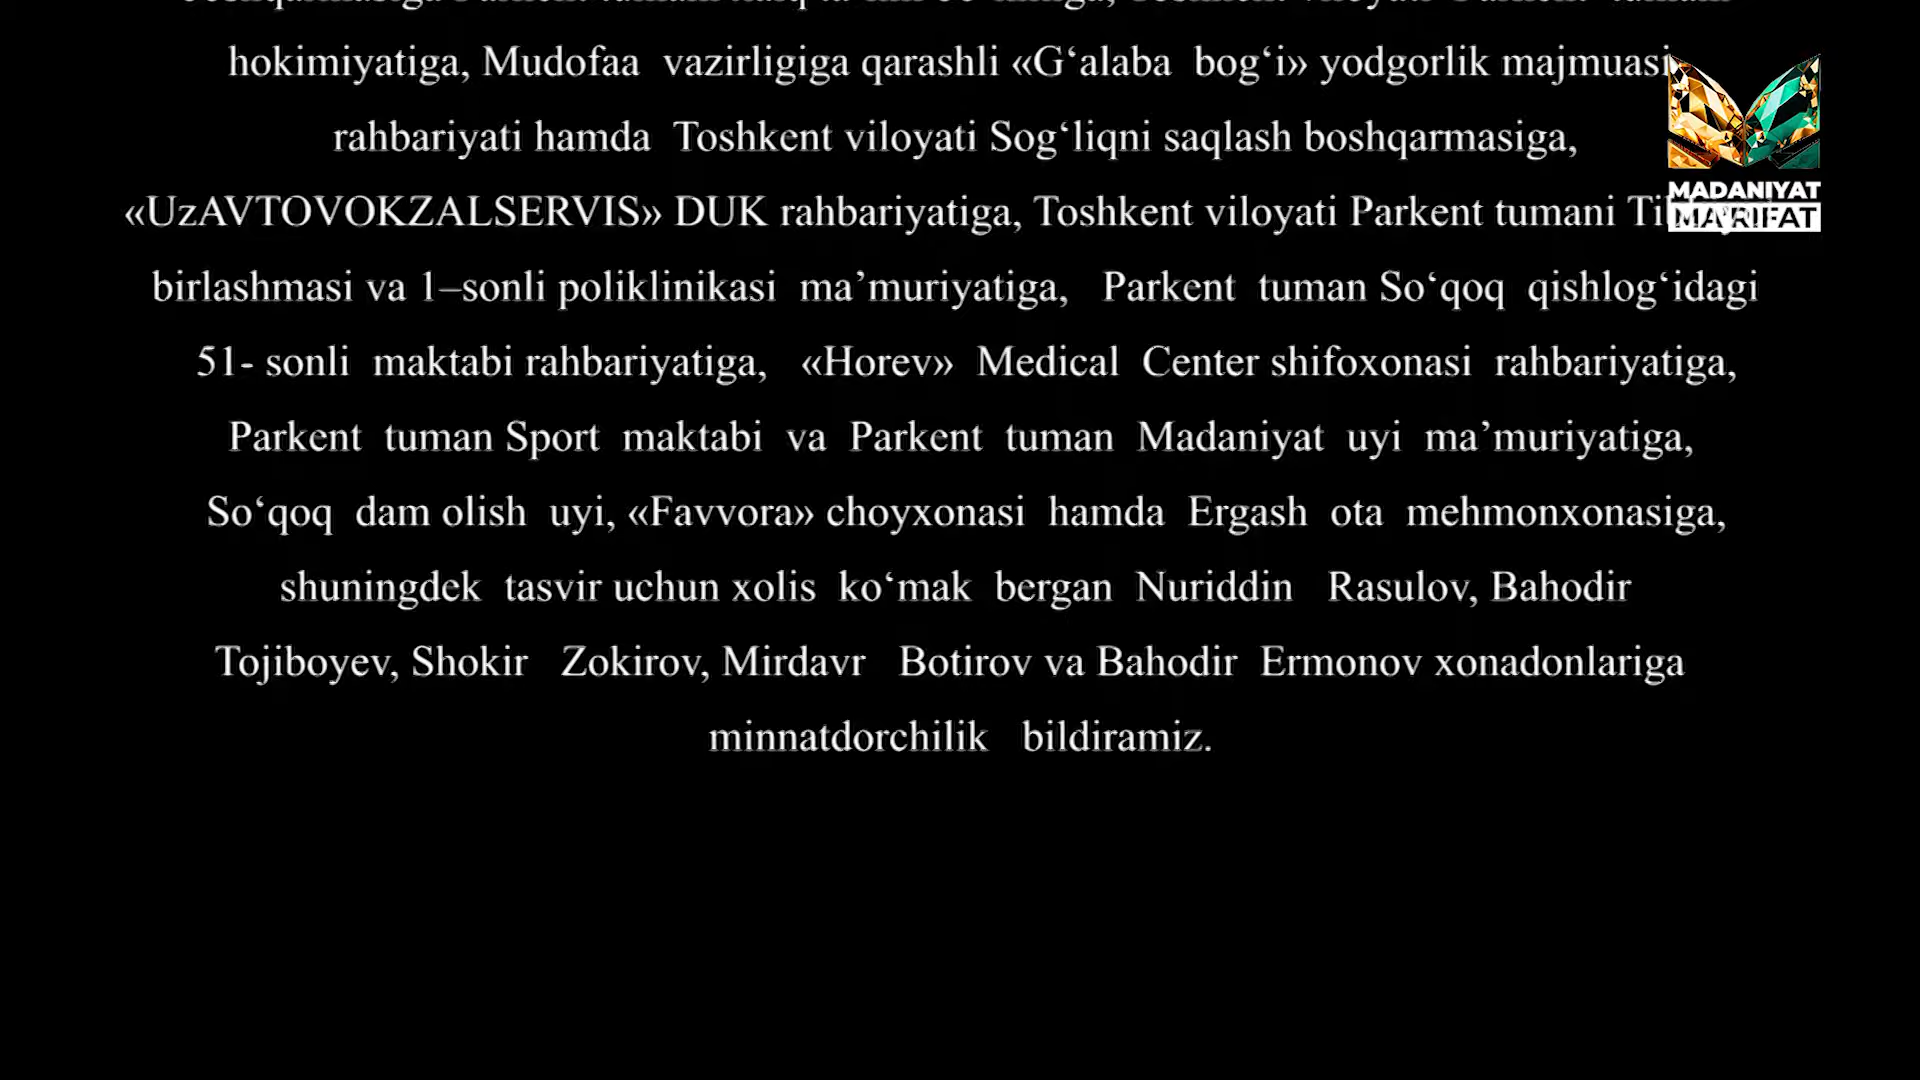 hokimiyatiga, Mudofaa vazirligiga qarashli «G‘alaba bog‘i» yodgorlik majmuasi
rahbariyati hamda Toshkent viloyati Sog‘liqni saqlash boshqarmasiga,
«UzAVTOVOKZALSERVIS» DUK rahbariyatiga, Toshkent viloyati Parkent tumani
birlashmasi va 1–sonli poliklinikasi ma’muriyatiga, Parkent tuman So‘qoq qishlog‘idagi
51- sonli maktabi rahbariyatiga, «Horev» Medical Center shifoxonasi rahbariyatiga,
Parkent tuman Sport maktabi va Parkent tuman Madaniyat uyi ma’muriyatiga,
So‘qoq dam olish uyi, «Favvora» choyxonasi hamda Ergash ota mehmonxonasiga,
shuningdek tasvir uchun xolis ko‘mak bergan Nuriddin Rasulov, Bahodir
Tojiboyev, Shokir Zokirov, Mirdavr Botirov va Bahodir Ermonov xonadonlariga
minnatdorchilik bildiramiz.
MADANIYAT
MA'RIFAT